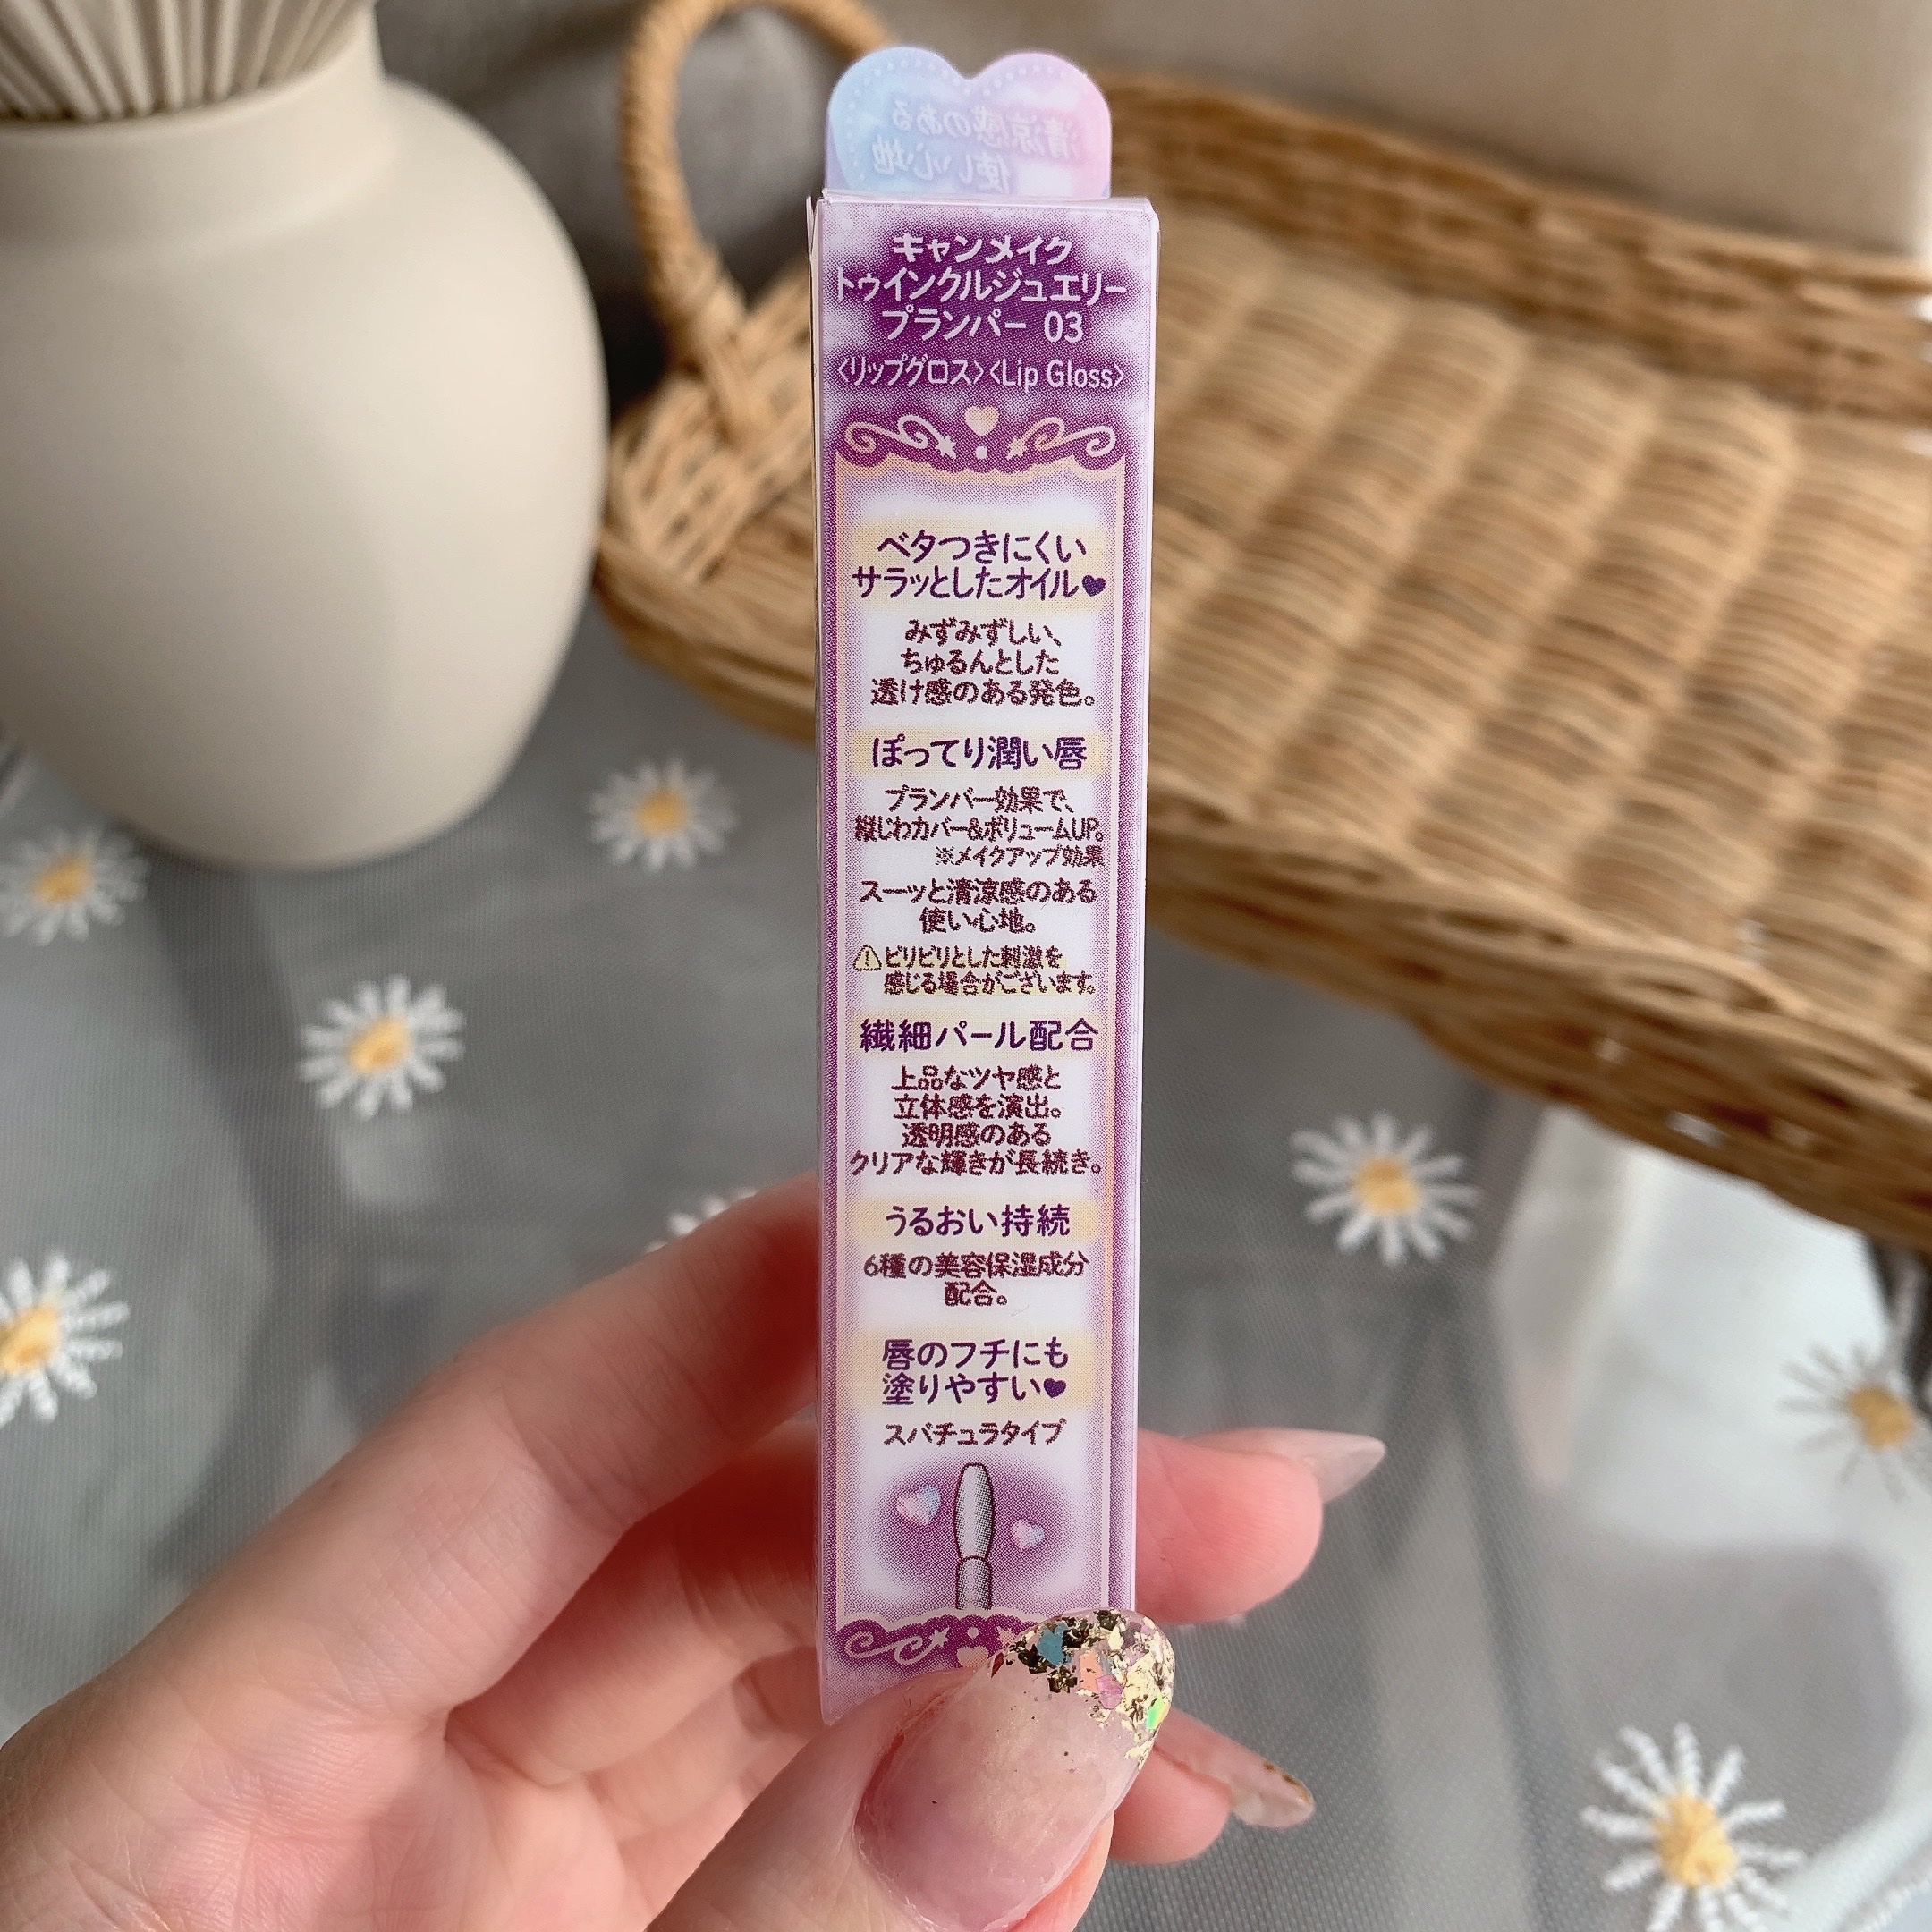 清涼感のある
使い心地
キャンメイク
トゥインクルジュエリー
プランパー 03
〈リップグロス〉〈Lip Gloss〉
ベタつきにくい
サラッとしたオイル♥
みずみずしい、
ちゅるんとした
透け感のある発色。
ぽってり潤い唇
プランパー効果で、
縦じわカバー&ボリュームUP。
※メイクアップ効果
スーッと清涼感のある
使い心地。
⚠ピリピリとした刺激を
感じる場合がございます。
繊細パール配合
上品なツヤ感と
立体感を演出。
透明感のある
クリアな輝きが長続き。
うるおい持続
6種の美容保湿成分
配合。
唇のフチにも
塗りやすい♥
スパチュラタイプ